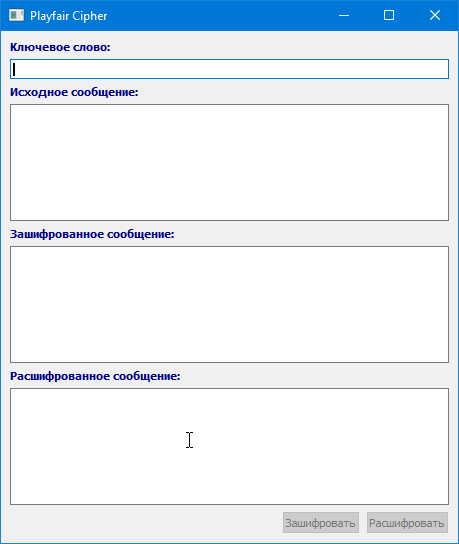 Playfair Cipher
Ключевое слово:
Исходное сообщение:
Зашифрованное сообщение:
Расшифрованное сообщение:
Зашифровать Расшифровать